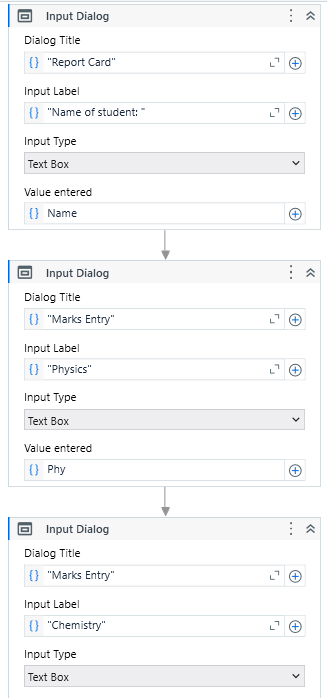 Input Dialog
Dialog Title
"Report Card"
Input Label
"Name of student: "
Input Type
Text Box
Value entered
Name
Input Dialog
Dialog Title
"Marks Entry"
Input Label
"Physics"
Input Type
Text Box
Value entered
Phy
Input Dialog
Dialog Title
"Marks Entry"
Input Label
"Chemistry"
Input Type
Text Box